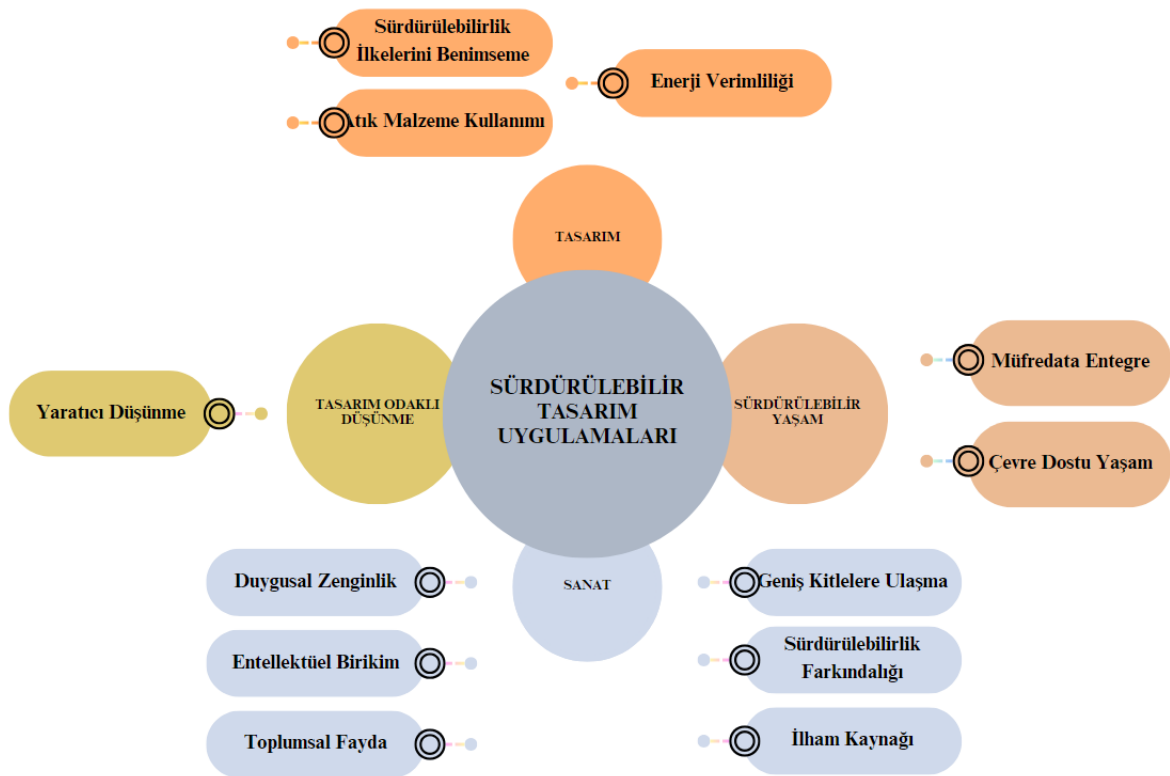 Sürdürülebilirlik
İlkelerini Benimseme
Enerji Verimliliği
Atık Malzeme Kullanımı
TASARIM
SÜRDÜRÜLEBİLİR
TASARIM
UYGULAMALARI
TASARIM ODAKLI
DÜŞÜNME
Yaratıcı Düşünme
SÜRDÜRÜLEBİLİR
YAŞAM
Müfredata Entegre
Çevre Dostu Yaşam
SANAT
Duygusal Zenginlik
Entellektüel Birikim
Toplumsal Fayda
Geniş Kitlelere Ulaşma
Sürdürülebilirlik
Farkındalığı
İlham Kaynağı